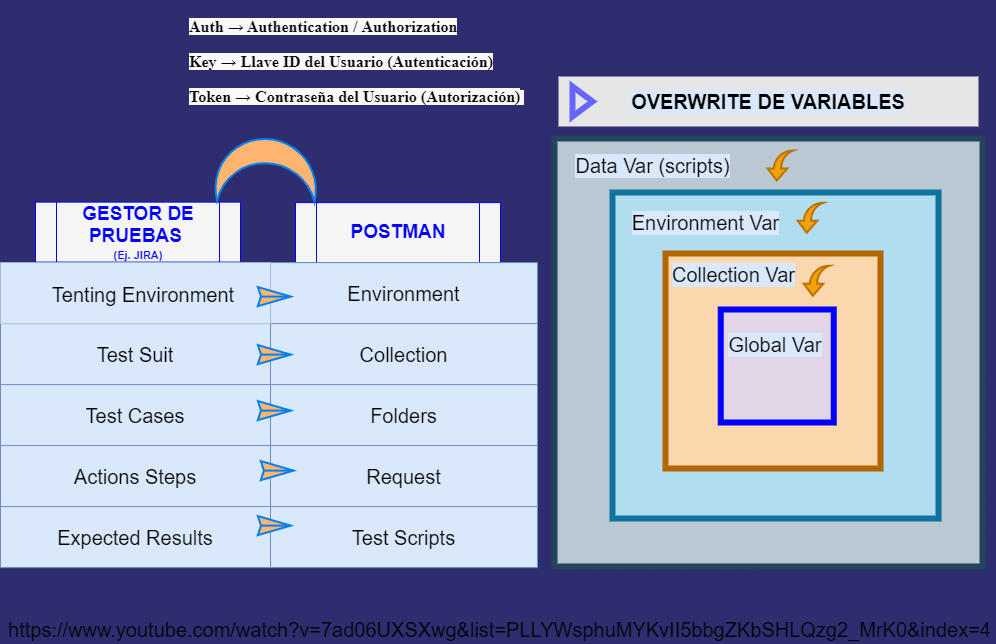 Auth → Authentication / Authorization
Key → Llave ID del Usuario (Autenticación)
Token → Contraseña del Usuario (Autorización)
OVERWRITE DE VARIABLES
GESTOR DE
PRUEBAS
(Ej. JIRA)
POSTMAN
Tenting Environment
Environment
Test Suit
Collection
Test Cases
Folders
Actions Steps
Request
Expected Results
Test Scripts
Data Var (scripts)
Environment Var
Collection Var
Global Var
https://www.youtube.com/watch?v=7ad06UXSXwg&list=PLLYWsphuMYKvII5bbgZKbSHLQzg2_MrK0&index=4